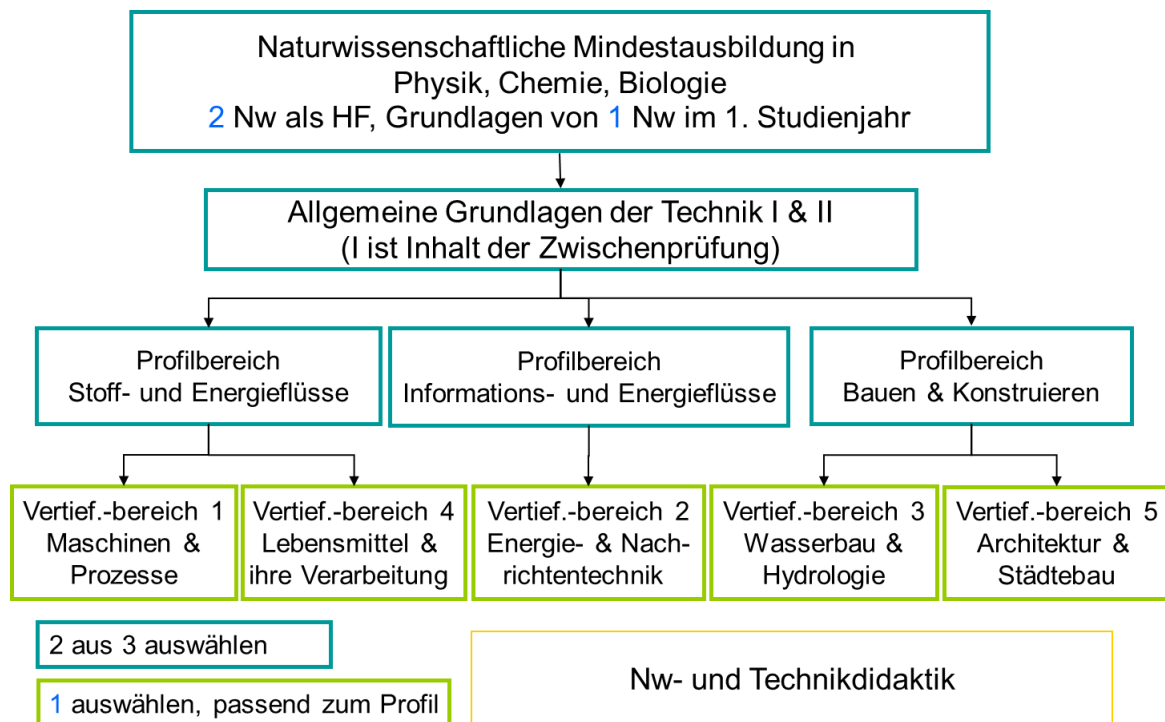 Naturwissenschaftliche Mindestausbildung in
Physik, Chemie, Biologie
2 Nw als HF, Grundlagen von 1 Nw im 1. Studienjahr
Allgemeine Grundlagen der Technik I & II
(I ist Inhalt der Zwischenprüfung)
Profilbereich
Stoff- und Energieflüsse
Profilbereich
Informations- und Energieflüsse
Profilbereich
Bauen & Konstruieren
Vertief.-bereich 1
Maschinen &
Prozesse
Vertief.-bereich 4
Lebensmittel &
ihre Verarbeitung
Vertief.-bereich 2
Energie- & Nach-
richtentechnik
Vertief.-bereich 3
Wasserbau &
Hydrologie
Vertief.-bereich 5
Architektur &
Städtebau
2 aus 3 auswählen
1 auswählen, passend zum Profil
Nw- und Technikdidaktik